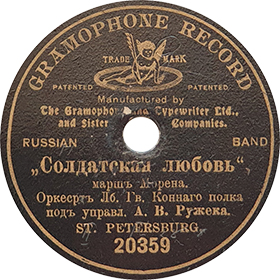 GRAMOPHONE RECORD
TRADE MARK
PATENTED PATENTED
Manufactured by
The Gramophone and Typewriter Ltd.,
and Sister Companies.
RUSSIAN BAND
„Солдатская любовь“,
маршъ Морена.
Оркестръ Лб. Гв. Коннаго полка
подъ управл. А. В. Ружека.
ST. PETERSBURG
20359